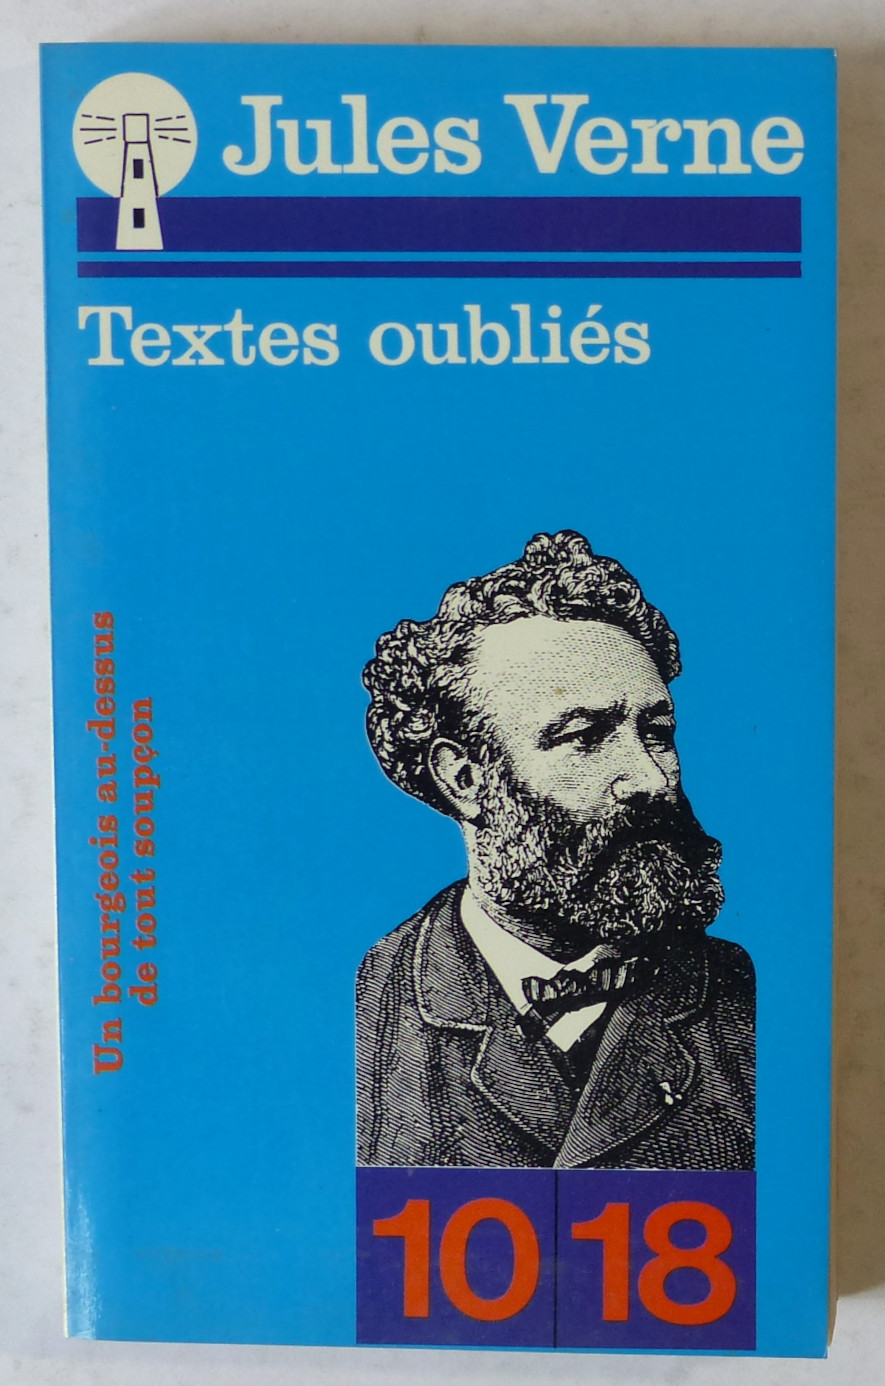 Jules Verne
Textes oubliés
Un bourgeois au-dessus
de tout soupçon
10 18